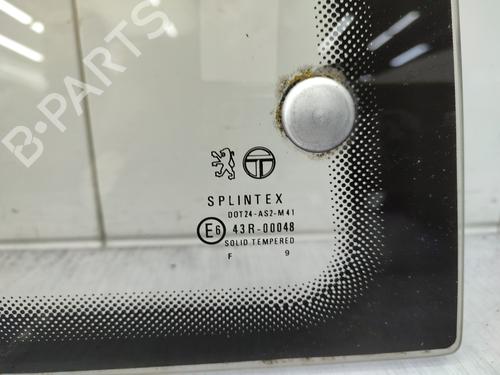 B-PARTS
SPLINTEX
DOT24-AS2-M41
E6 43R-00048
SOLID TEMPERED
F 9